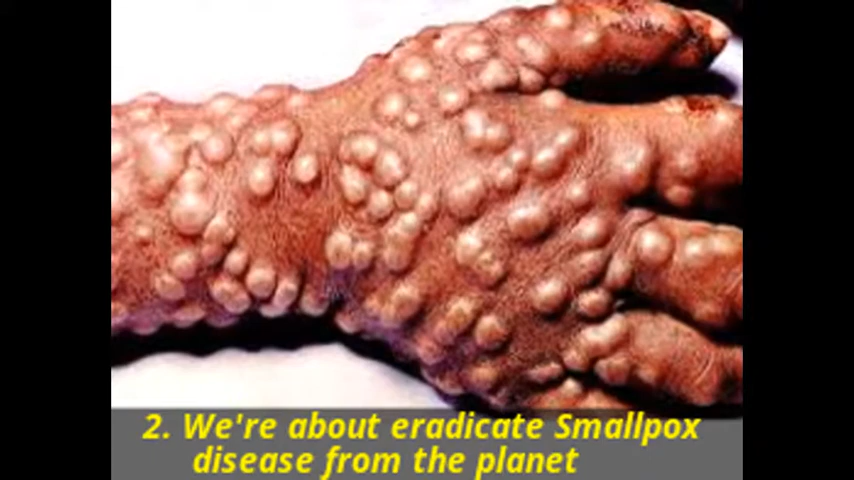 2. We're about eradicate Smallpox
disease from the planet